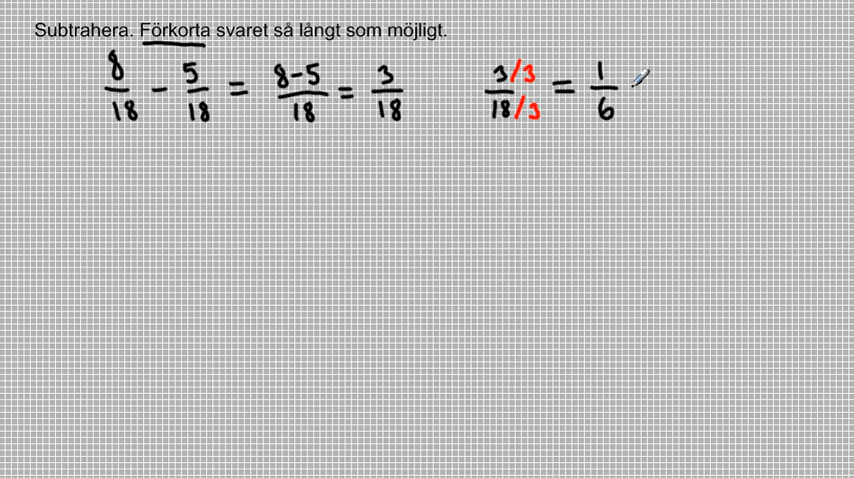 Subtrahera. Förkorta svaret så långt som möjligt.
8/18 - 5/18 = (8-5)/18 = 3/18    (3/3)/(18/3) = 1/6